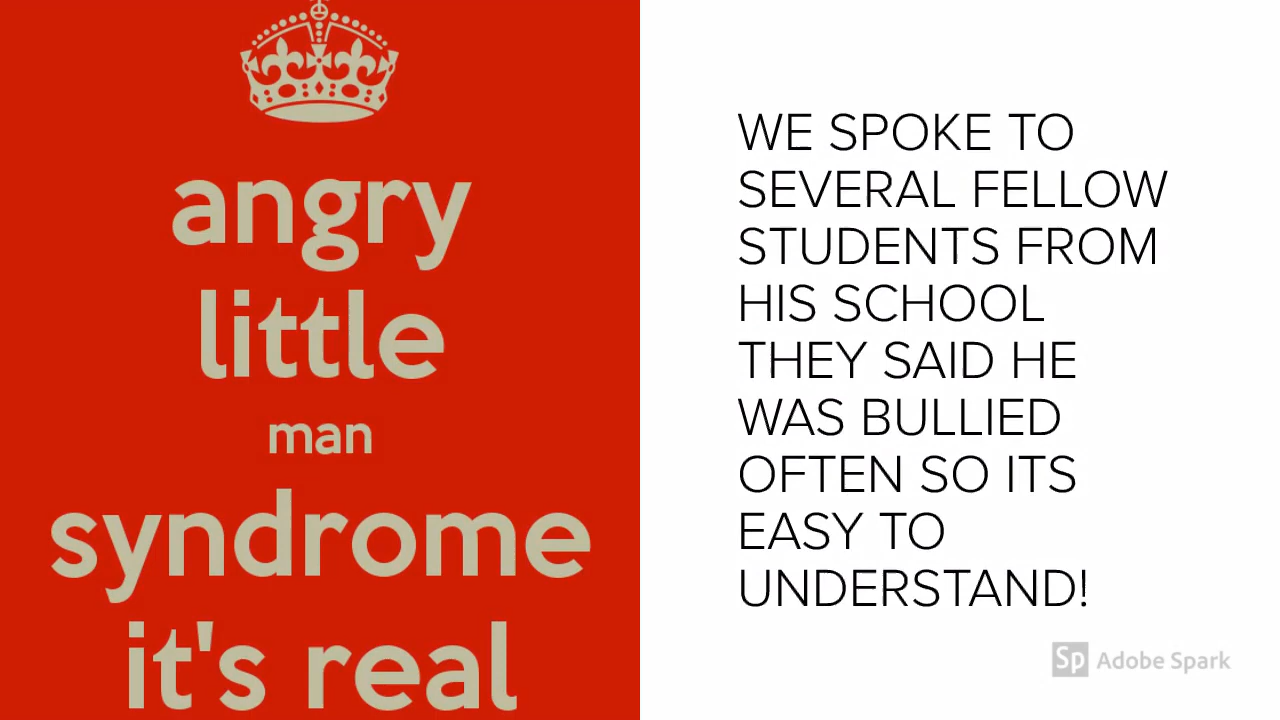 angry
little
man
syndrome
it's real
WE SPOKE TO
SEVERAL FELLOW
STUDENTS FROM
HIS SCHOOL
THEY SAID HE
WAS BULLIED
OFTEN SO ITS
EASY TO
UNDERSTAND!
Sp Adobe Spark